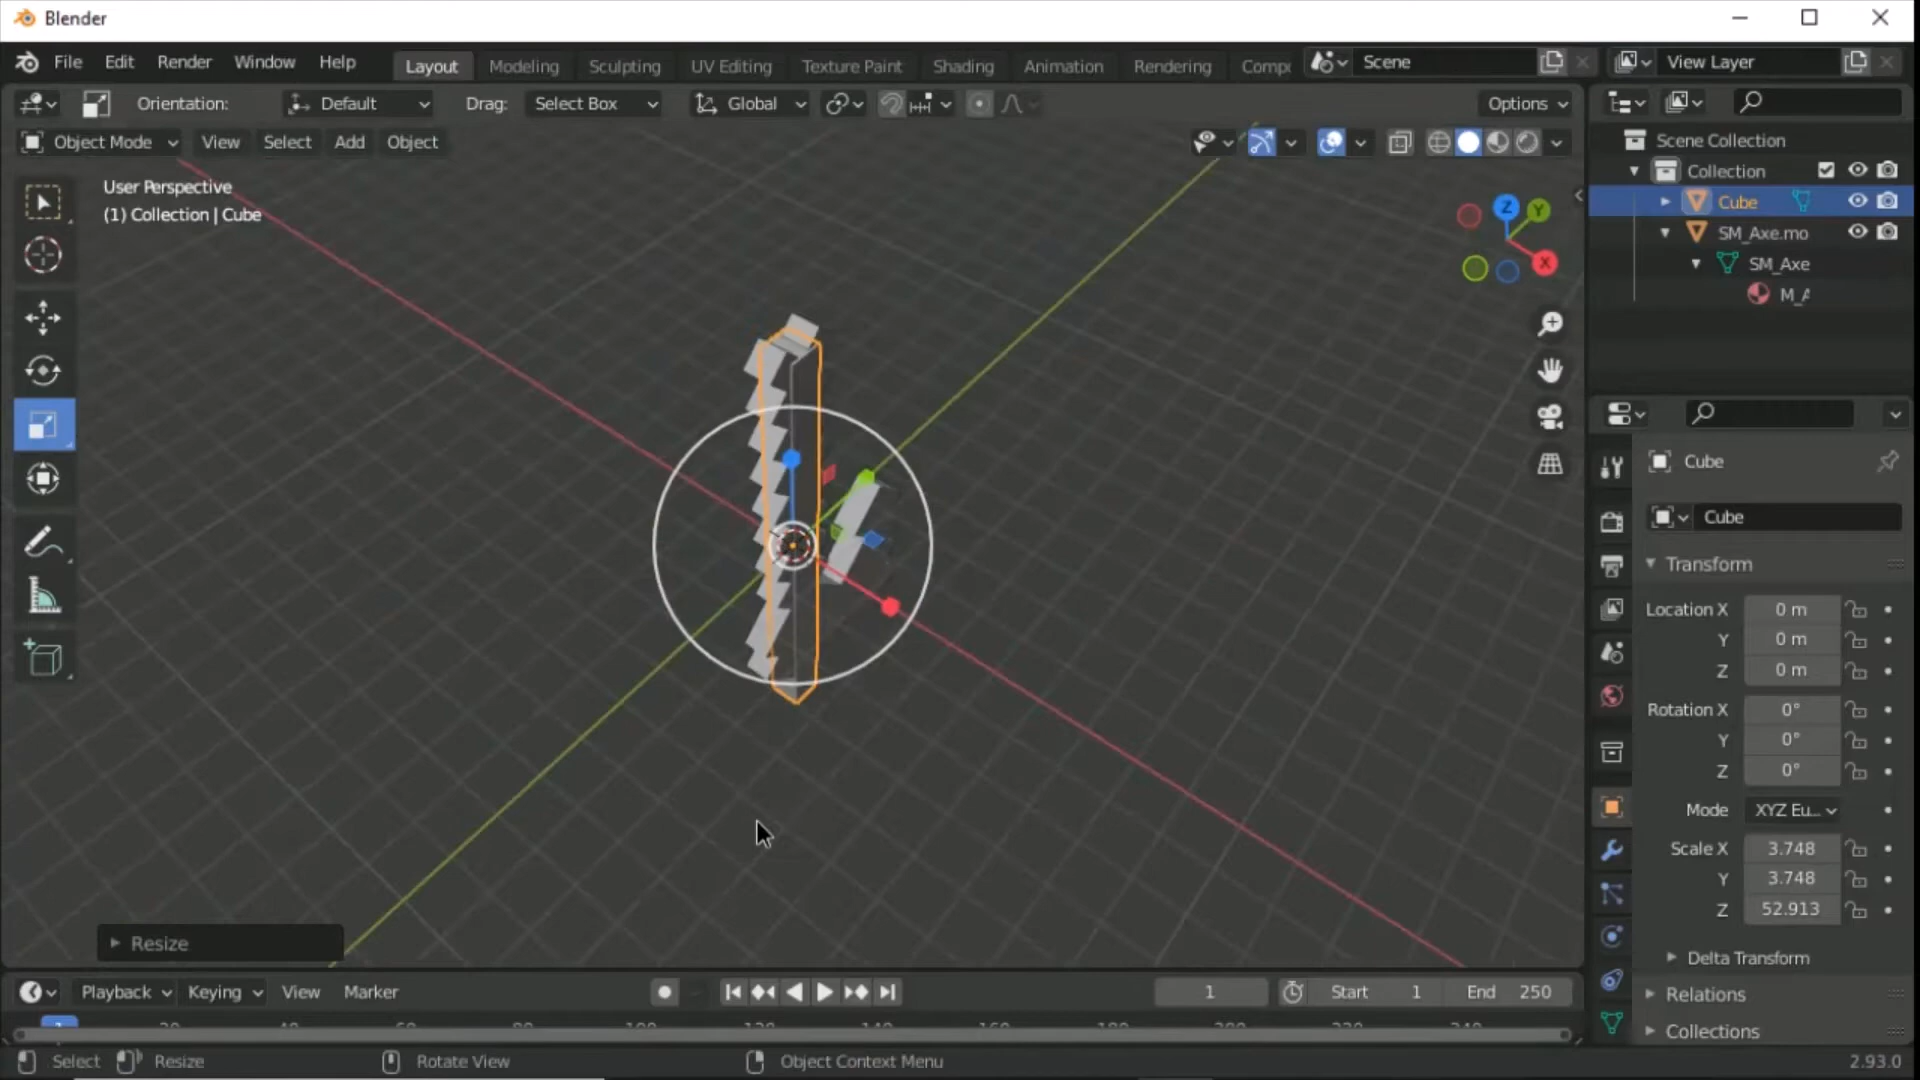 Blender
File Edit Render Window Help Layout Modeling Sculpting UV Editing Texture Paint Shading Animation Rendering Scene View Layer
Orientation: Default Drag: Select Box Global Options
Object Mode View Select Add Object
User Perspective
(1) Collection | Cube
Z Y
X
Scene Collection
Collection
Cube
SM_Axe.mo
SM_Axe
Cube
Cube
Transform
Location X 0 m
Y 0 m
Z 0 m
Rotation X 0°
Y 0°
Z 0°
Mode XYZ Eu...
Scale X 3.748
Y 3.748
Z 52.913
Delta Transform
Relations
Collections
Resize
Playback Keying View Marker 1 Start 1 End 250
1
Select Resize Rotate View Object Context Menu 2.93.0